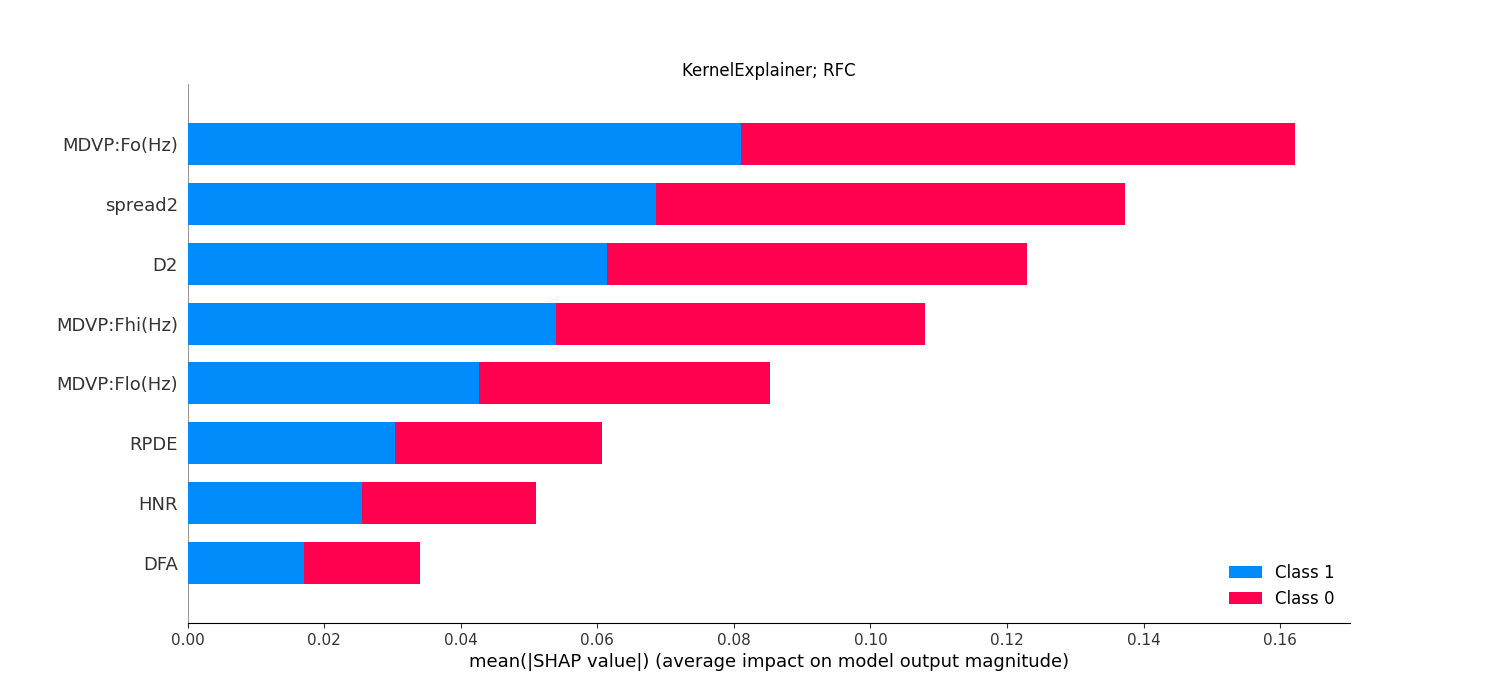 KernelExplainer; RFC
MDVP:Fo(Hz)
spread2
D2
MDVP:Fhi(Hz)
MDVP:Flo(Hz)
RPDE
HNR
DFA
Class 1
Class 0
0.00 0.02 0.04 0.06 0.08 0.10 0.12 0.14 0.16
mean(|SHAP value|) (average impact on model output magnitude)